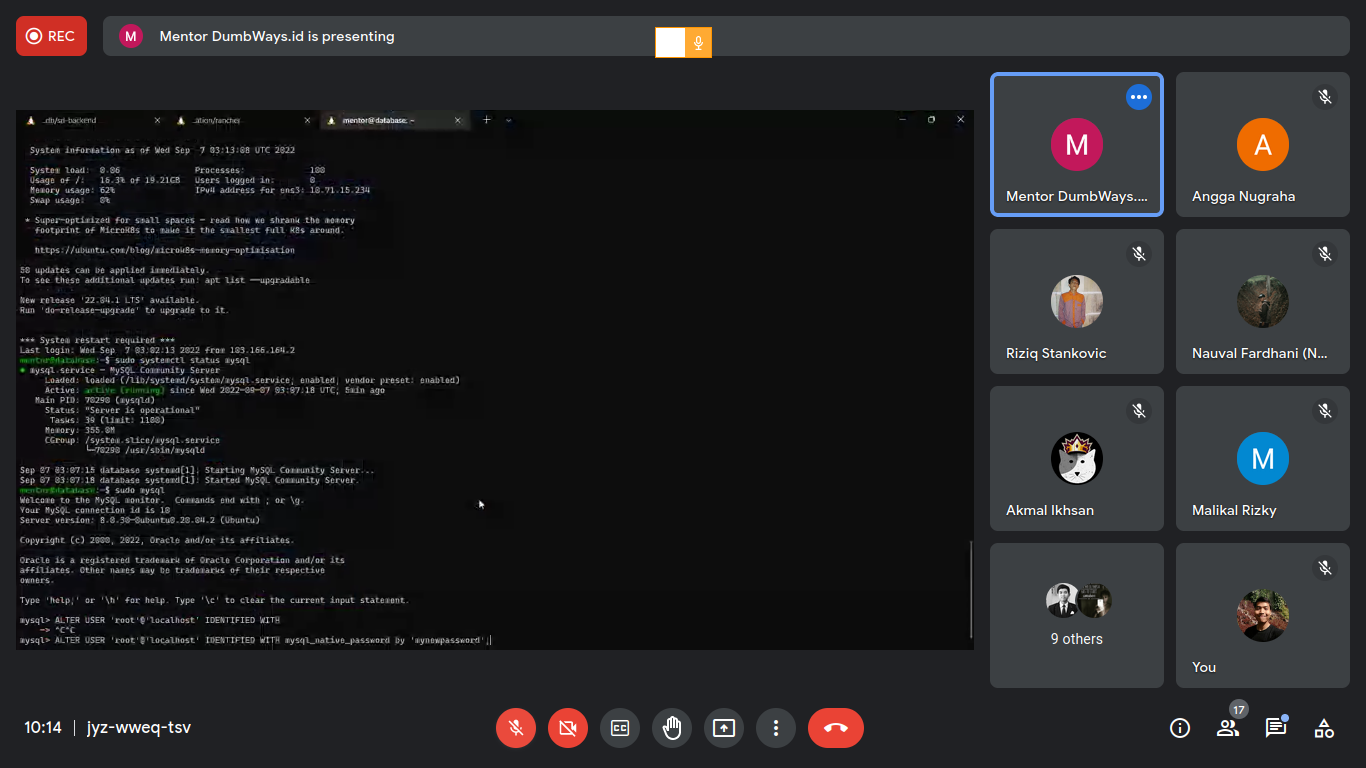 REC
M
Mentor DumbWays.id is presenting
..db/sql-backend
..ation/rancher
mentor@database: ~
System information as of Wed Sep 7 03:13:08 UTC 2022
System load: 0.06 Processes: 108
Usage of /: 16.3% of 19.21GB Users logged in: 0
Memory usage: 62% IPv4 address for ens3: 10.71.15.234
Swap usage: 0%
* Super-optimized for small spaces - read how we shrank the memory
footprint of MicroK8s to make it the smallest full K8s around.
https://ubuntu.com/blog/microk8s-memory-optimisation
58 updates can be applied immediately.
To see these additional updates run: apt list --upgradable
New release '22.04.1 LTS' available.
Run 'do-release-upgrade' to upgrade to it.
*** System restart required ***
Last login: Wed Sep 7 03:02:13 2022 from 103.166.164.2
mentor@database:~$ sudo systemctl status mysql
● mysql.service - MySQL Community Server
Loaded: loaded (/lib/systemd/system/mysql.service; enabled; vendor preset: enabled)
Active: active (running) since Wed 2022-09-07 03:07:18 UTC; 6min ago
Main PID: 70290 (mysqld)
Status: "Server is operational"
Tasks: 39 (limit: 1108)
Memory: 355.0M
CGroup: /system.slice/mysql.service
└─70290 /usr/sbin/mysqld
Sep 07 03:07:15 database systemd[1]: Starting MySQL Community Server...
Sep 07 03:07:18 database systemd[1]: Started MySQL Community Server.
mentor@database:~$ sudo mysql
Welcome to the MySQL monitor. Commands end with ; or \g.
Your MySQL connection id is 10
Server version: 8.0.30-0ubuntu0.20.04.2 (Ubuntu)
Copyright (c) 2000, 2022, Oracle and/or its affiliates.
Oracle is a registered trademark of Oracle Corporation and/or its
affiliates. Other names may be trademarks of their respective
owners.
Type 'help;' or '\h' for help. Type '\c' to clear the current input statement.
mysql> ALTER USER 'root'@'localhost' IDENTIFIED WITH
-> ^C^C
mysql> ALTER USER 'root'@'localhost' IDENTIFIED WITH mysql_native_password by 'mynewpassword';
M
Mentor DumbWays....
A
Angga Nugraha
Riziq Stankovic
Nauval Fardhani (N...
Akmal Ikhsan
M
Malikal Rizky
9 others
You
10:14 | jyz-wweq-tsv
CC
17